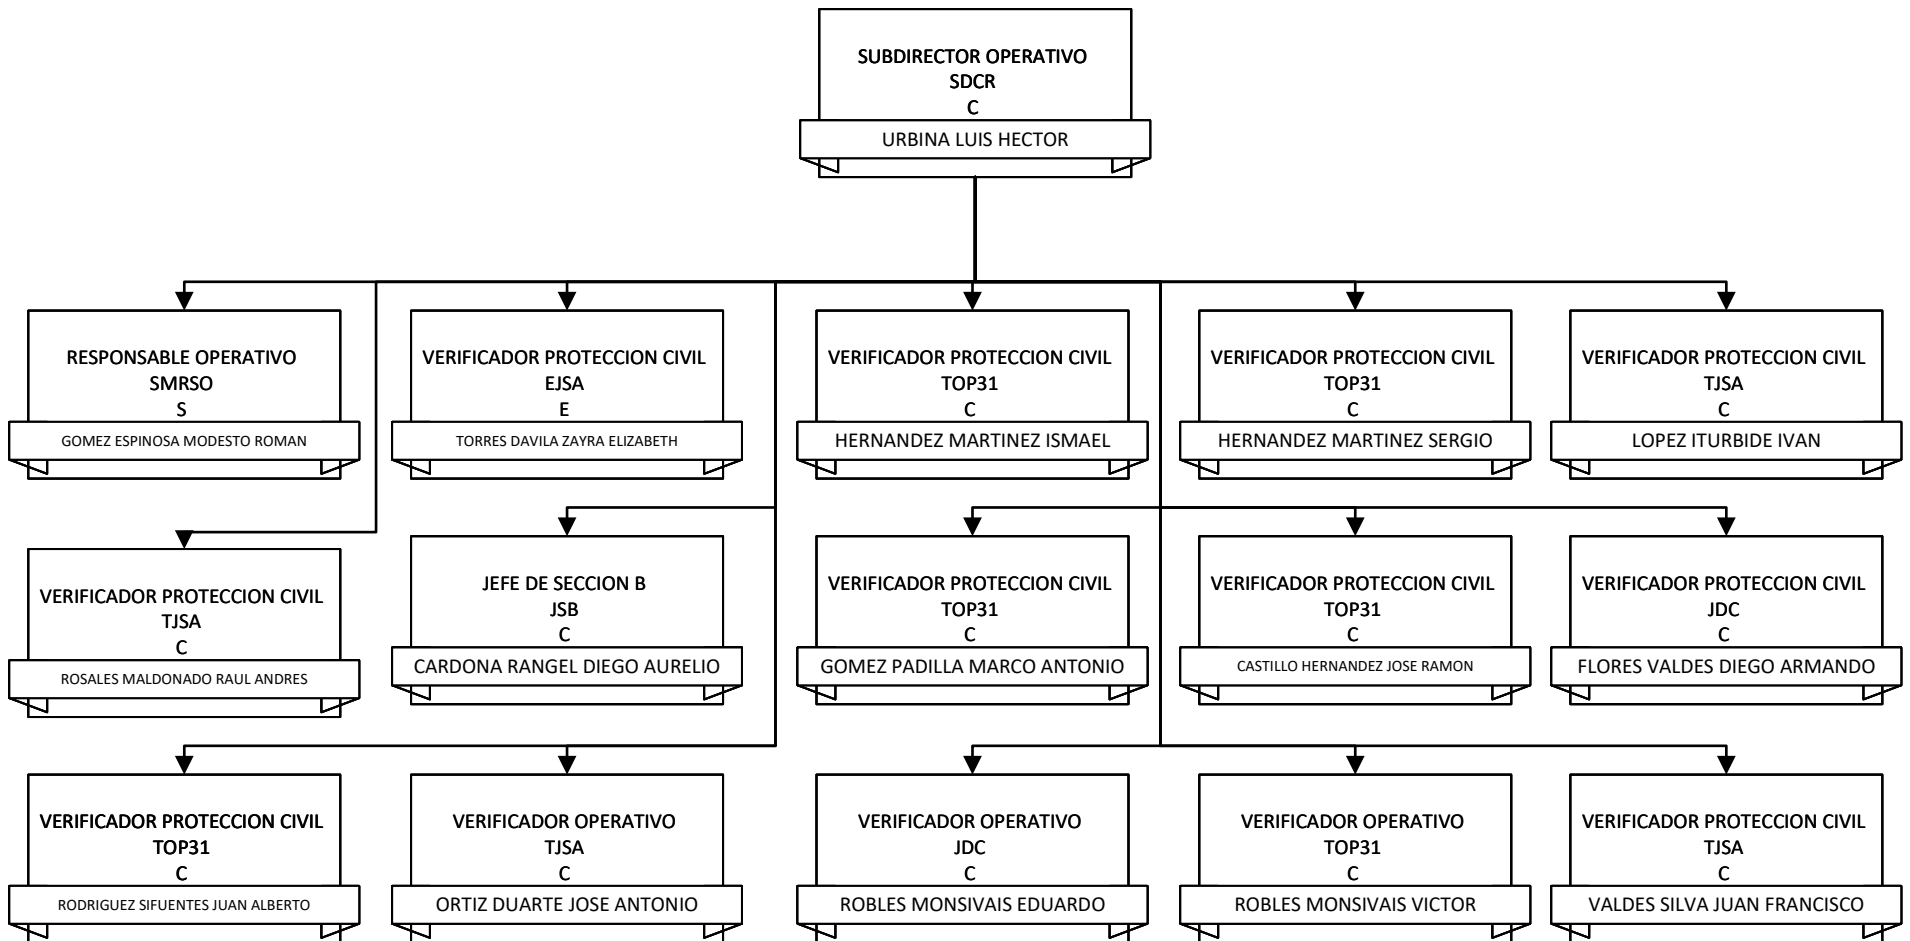 SUBDIRECTOR OPERATIVO
SDCR
C
URBINA LUIS HECTOR
RESPONSABLE OPERATIVO
SMRSO
S
GOMEZ ESPINOSA MODESTO ROMAN
VERIFICADOR PROTECCION CIVIL
EJSA
E
TORRES DAVILA ZAYRA ELIZABETH
VERIFICADOR PROTECCION CIVIL
TOP31
C
HERNANDEZ MARTINEZ ISMAEL
VERIFICADOR PROTECCION CIVIL
TOP31
C
HERNANDEZ MARTINEZ SERGIO
VERIFICADOR PROTECCION CIVIL
TJSA
C
LOPEZ ITURBIDE IVAN
VERIFICADOR PROTECCION CIVIL
TJSA
C
ROSALES MALDONADO RAUL ANDRES
JEFE DE SECCION B
JSB
C
CARDONA RANGEL DIEGO AURELIO
VERIFICADOR PROTECCION CIVIL
TOP31
C
GOMEZ PADILLA MARCO ANTONIO
VERIFICADOR PROTECCION CIVIL
TOP31
C
CASTILLO HERNANDEZ JOSE RAMON
VERIFICADOR PROTECCION CIVIL
JDC
C
FLORES VALDES DIEGO ARMANDO
VERIFICADOR PROTECCION CIVIL
TOP31
C
RODRIGUEZ SIFUENTES JUAN ALBERTO
VERIFICADOR OPERATIVO
TJSA
C
ORTIZ DUARTE JOSE ANTONIO
VERIFICADOR OPERATIVO
JDC
C
ROBLES MONSIVAIS EDUARDO
VERIFICADOR OPERATIVO
TOP31
C
ROBLES MONSIVAIS VICTOR
VERIFICADOR PROTECCION CIVIL
TJSA
C
VALDES SILVA JUAN FRANCISCO